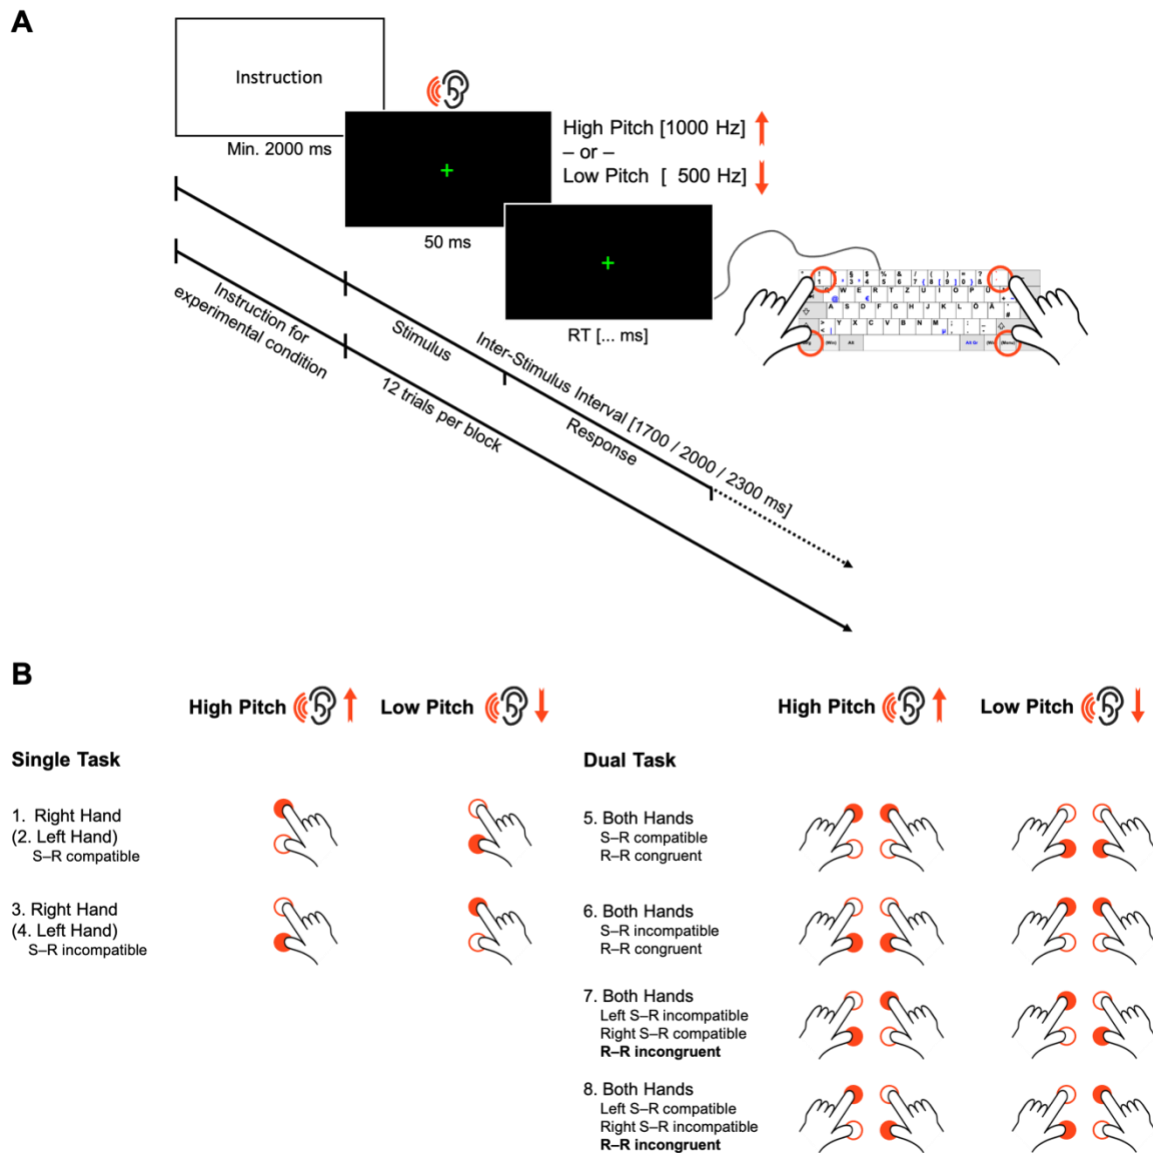 A
Instruction
Min. 2000 ms
High Pitch [1000 Hz]
– or –
Low Pitch [ 500 Hz]
50 ms
RT [... ms]
Instruction for
experimental condition
Stimulus
12 trials per block
Inter-Stimulus Interval [1700 / 2000 / 2300 ms]
Response
B
High Pitch
Low Pitch
High Pitch
Low Pitch
Single Task
Dual Task
1. Right Hand
(2. Left Hand)
S–R compatible
3. Right Hand
(4. Left Hand)
S–R incompatible
5. Both Hands
S–R compatible
R–R congruent
6. Both Hands
S–R incompatible
R–R congruent
7. Both Hands
Left S–R incompatible
Right S–R compatible
R–R incongruent
8. Both Hands
Left S–R compatible
Right S–R incompatible
R–R incongruent